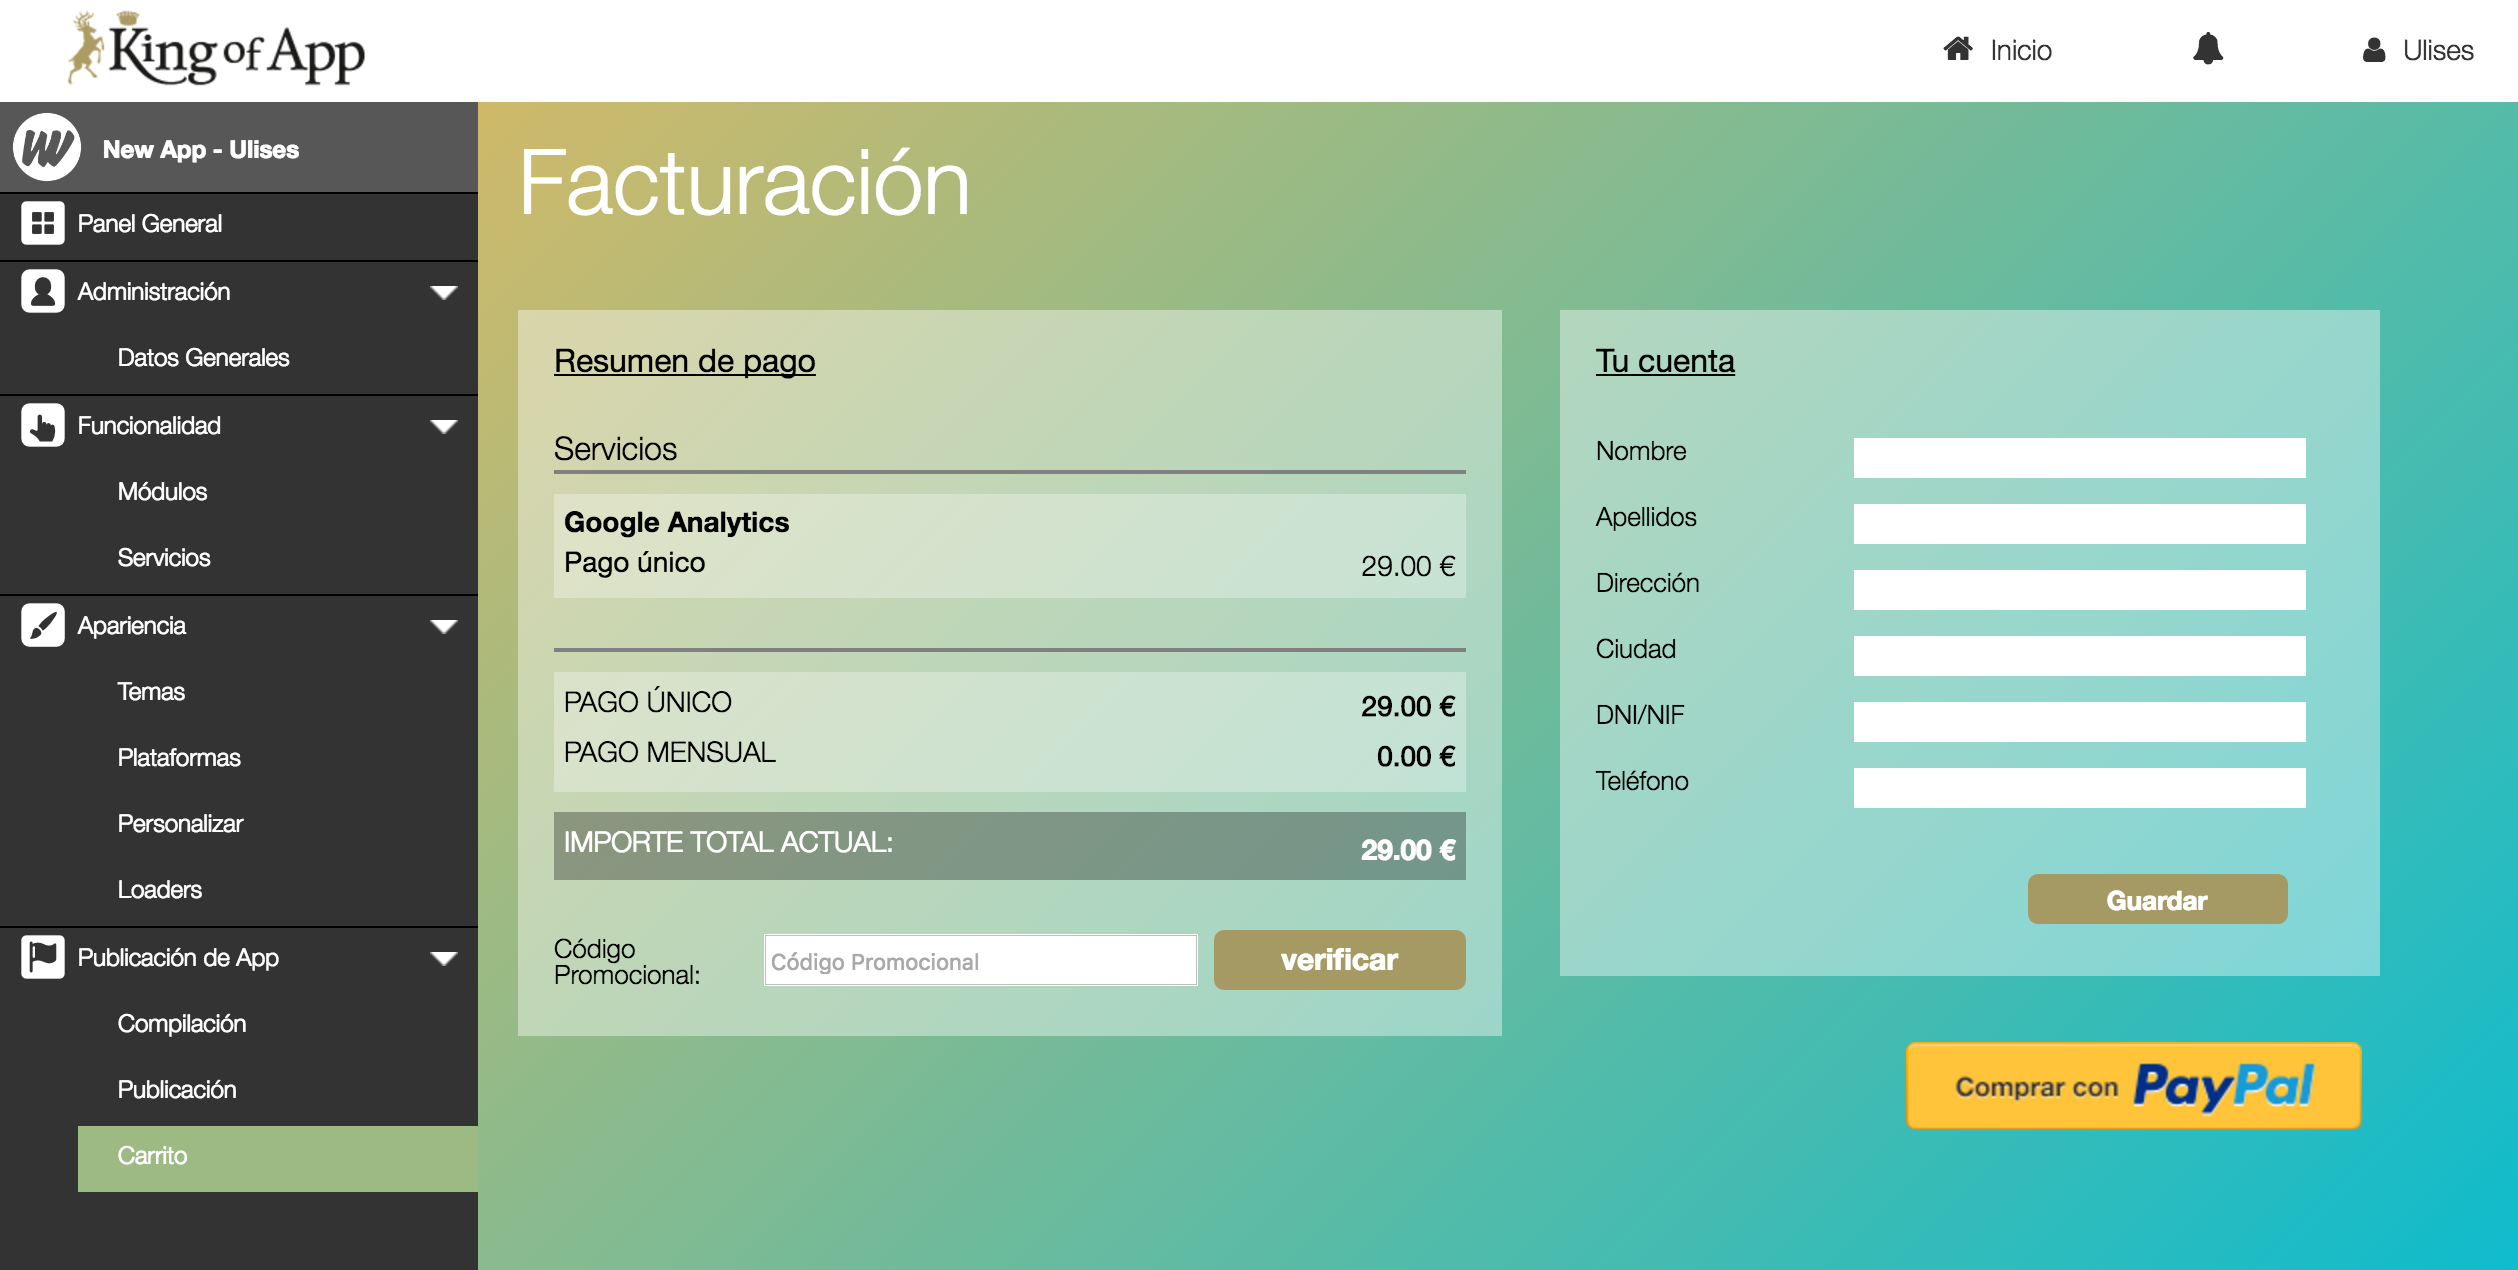 King of App
Inicio
Ulises
New App - Ulises
Panel General
Administración
Datos Generales
Funcionalidad
Módulos
Servicios
Apariencia
Temas
Plataformas
Personalizar
Loaders
Publicación de App
Compilación
Publicación
Carrito
Facturación
Resumen de pago
Servicios
Google Analytics
Pago único 29.00 €
PAGO ÚNICO 29.00 €
PAGO MENSUAL 0.00 €
IMPORTE TOTAL ACTUAL: 29.00 €
Código
Promocional:
Código Promocional
verificar
Tu cuenta
Nombre
Apellidos
Dirección
Ciudad
DNI/NIF
Teléfono
Guardar
Comprar con PayPal